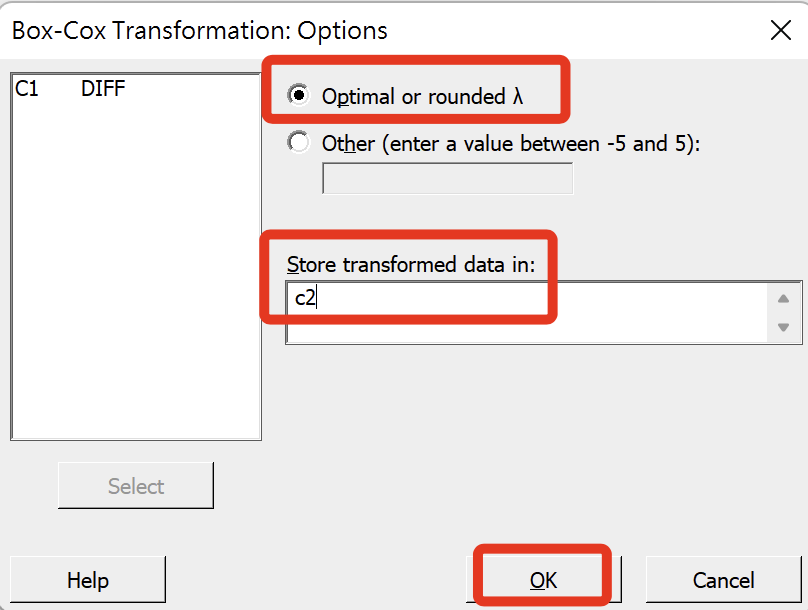 Box-Cox Transformation: Options
C1 DIFF
Optimal or rounded λ
Other (enter a value between -5 and 5):
Store transformed data in:
c2
Select
Help
OK
Cancel